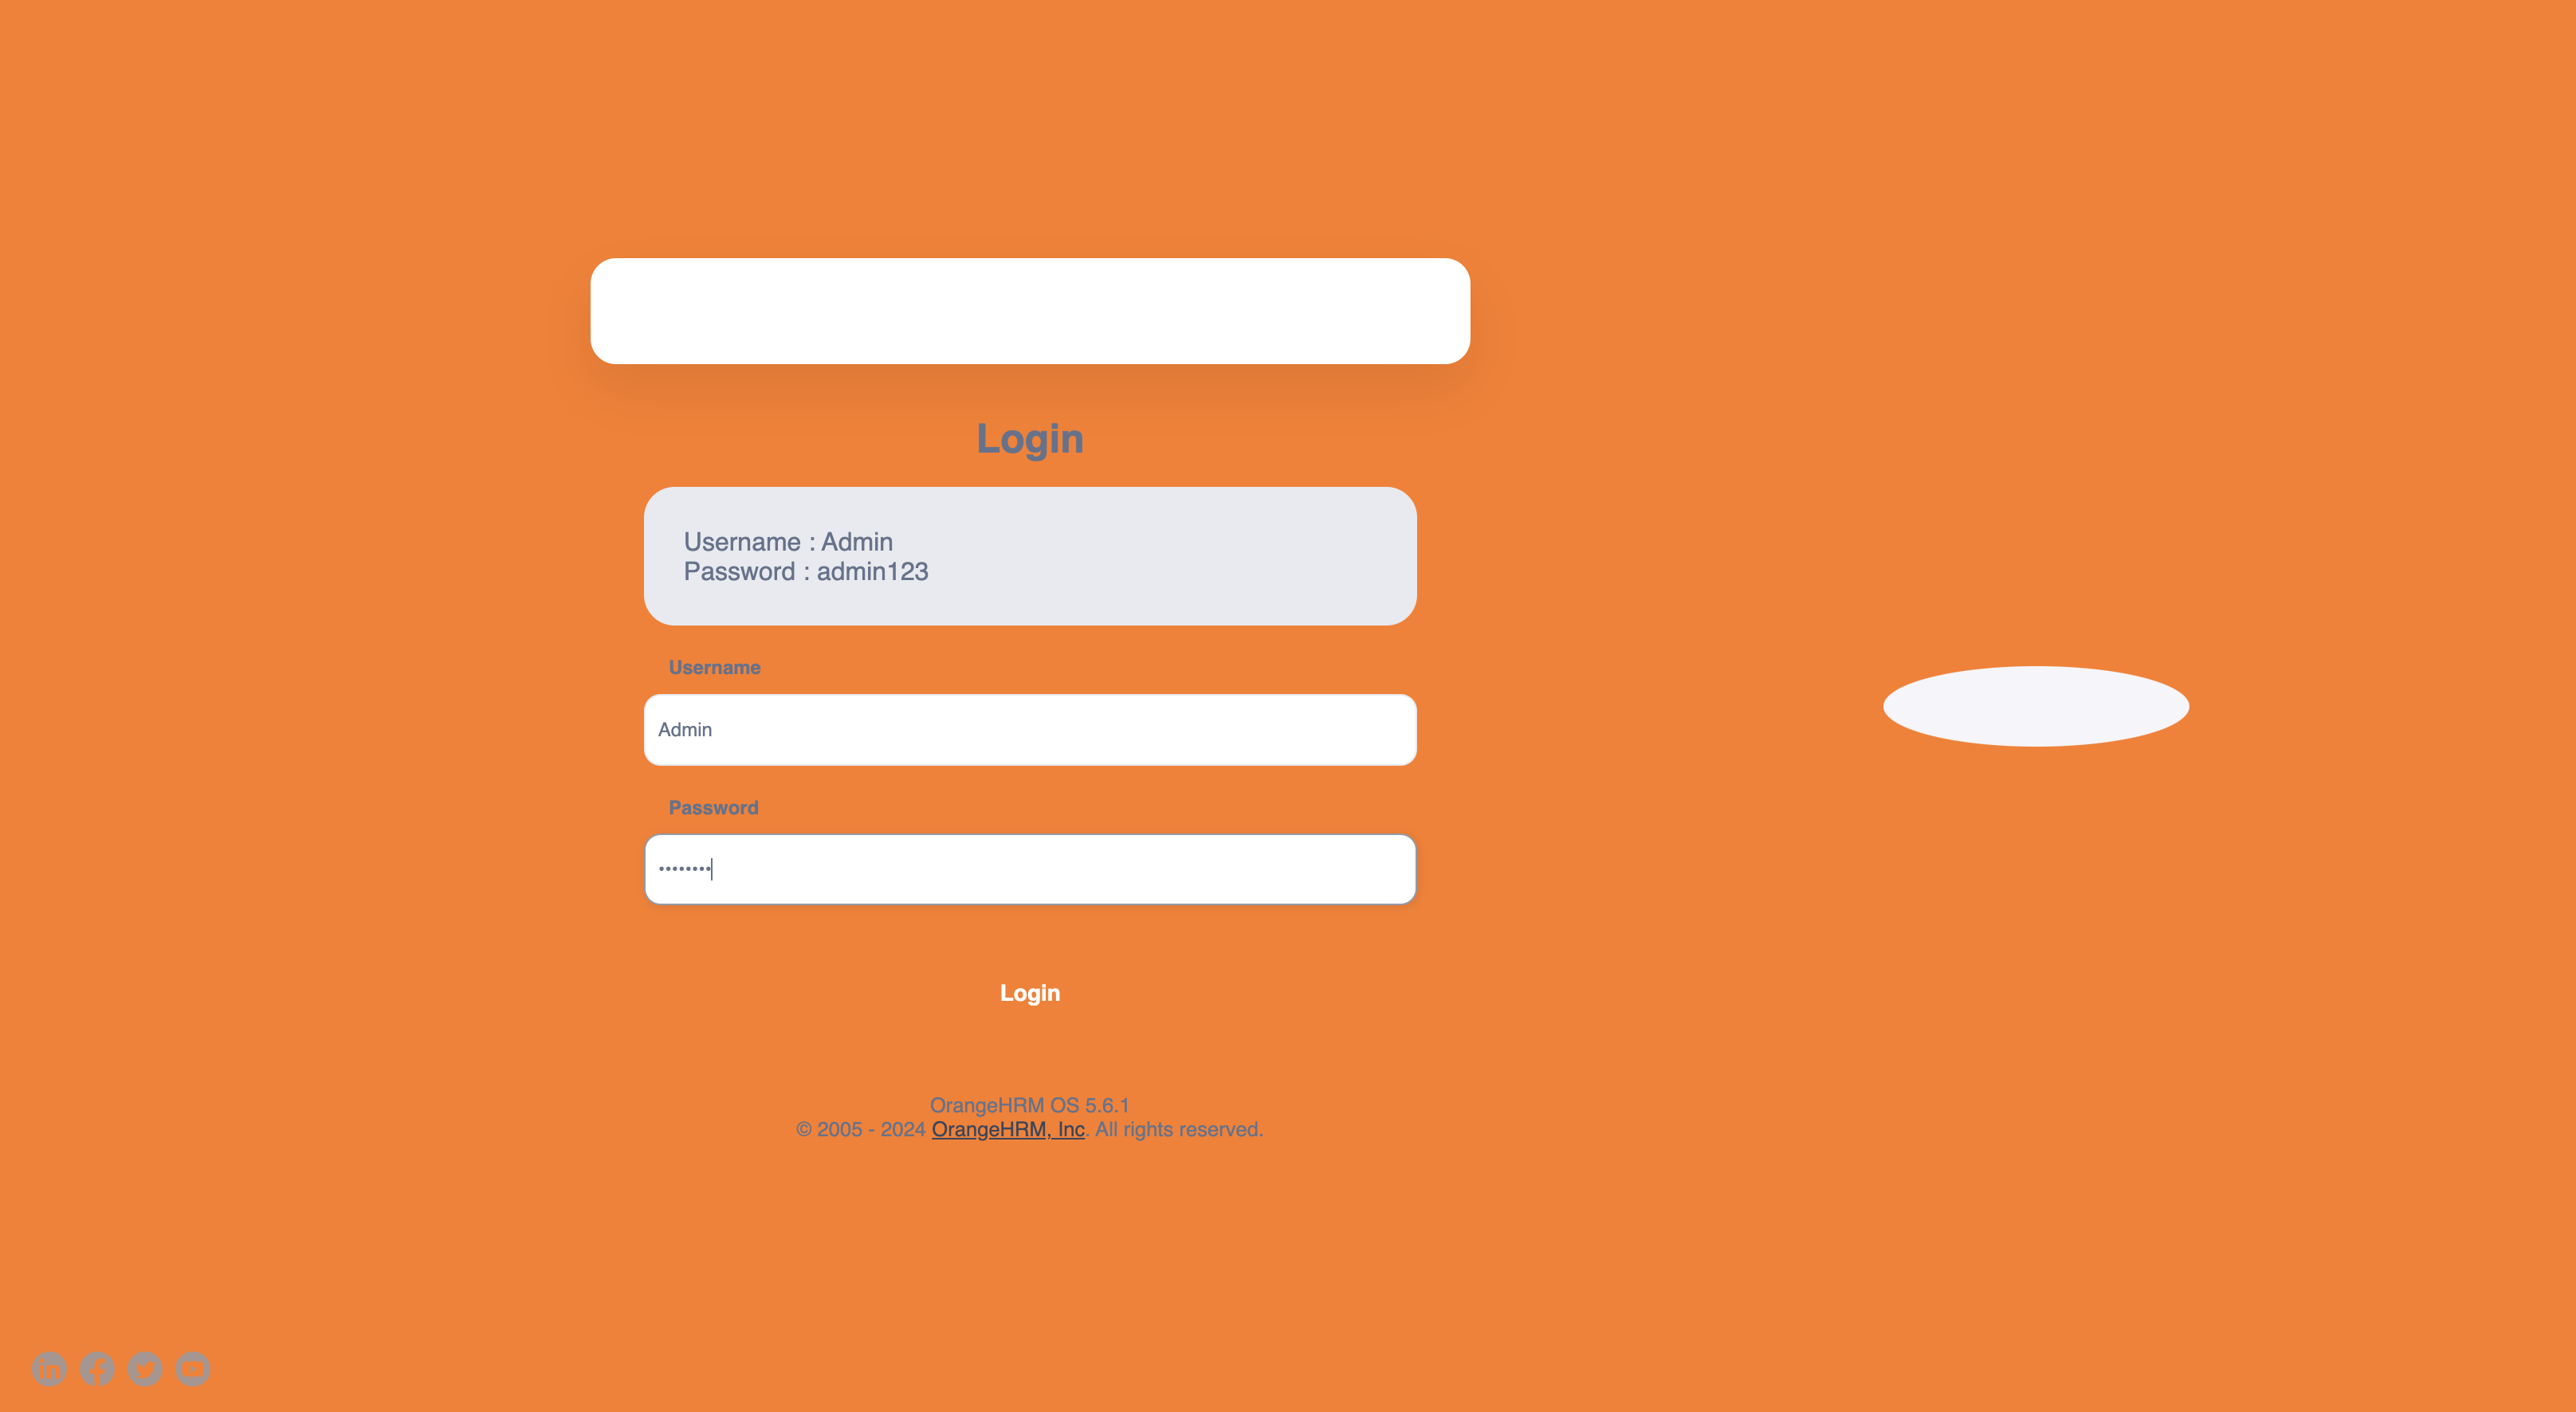 Login
Username : Admin
Password : admin123
Username
Admin
Password
••••••••
Login
OrangeHRM OS 5.6.1
© 2005 - 2024 OrangeHRM, Inc. All rights reserved.